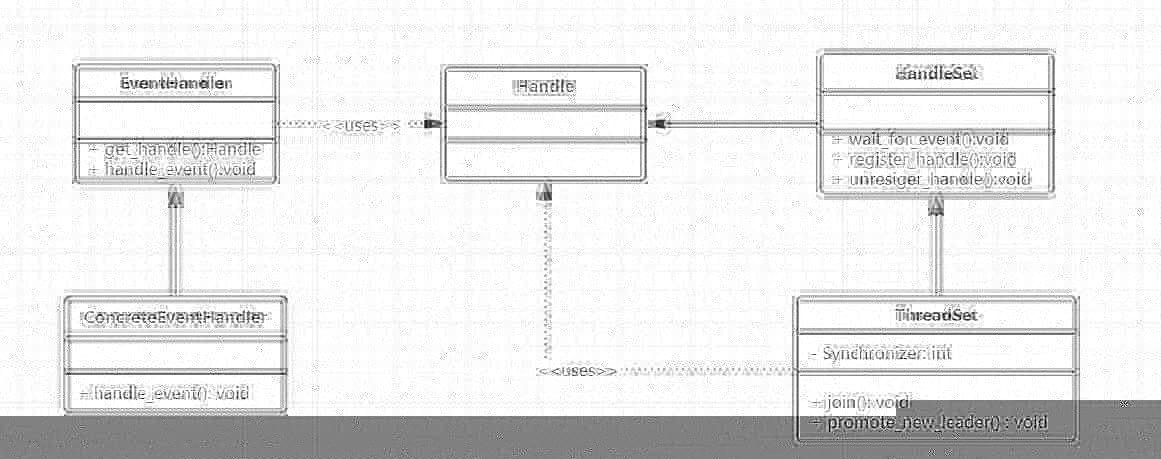 EventHandler
+ get_handle():Handle
+ handle_event():void
<<uses>>
Handle
HandleSet
+ wait_for_event():void
+ register_handle():void
+ unresiger_handle():void
ConcreteEventHandler
+ handle_event(): void
<<uses>>
ThreadSet
- Synchronizer: int
+ join(): void
+ promote_new_leader() : void